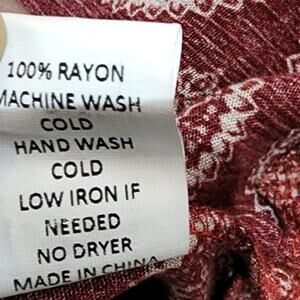 100% RAYON
MACHINE WASH
COLD
HAND WASH
COLD
LOW IRON IF
NEEDED
NO DRYER
MADE IN CHINA